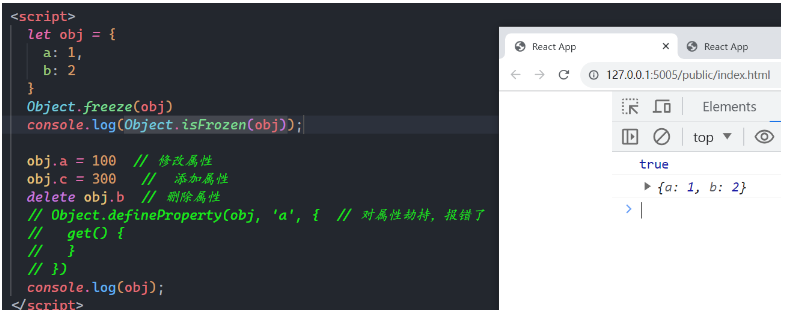 <script>
let obj = {
a: 1,
b: 2
}
Object.freeze(obj)
console.log(Object.isFrozen(obj));
obj.a = 100  // 修改属性
obj.c = 300   //  添加属性
delete obj.b  // 删除属性
// Object.defineProperty(obj, 'a', {  // 对属性劫持, 报错了
//   get() {
//   }
// })
console.log(obj);
</script>
React App
React App
127.0.0.1:5005/public/index.html
Elements
top
true
{a: 1, b: 2}